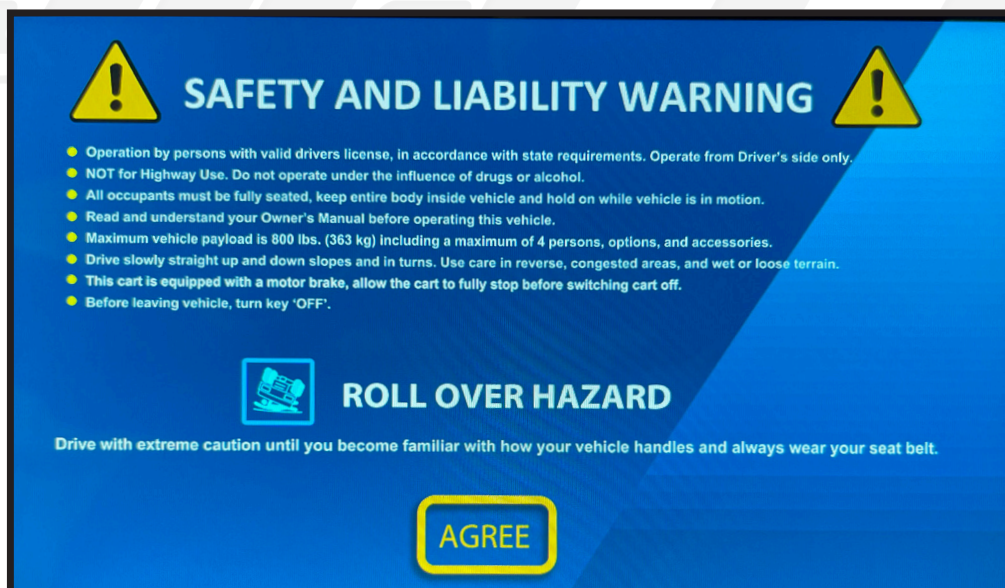 SAFETY AND LIABILITY WARNING
Operation by persons with valid drivers license, in accordance with state requirements. Operate from Driver's side only.
NOT for Highway Use. Do not operate under the influence of drugs or alcohol.
All occupants must be fully seated, keep entire body inside vehicle and hold on while vehicle is in motion.
Read and understand your Owner's Manual before operating this vehicle.
Maximum vehicle payload is 800 lbs. (363 kg) including a maximum of 4 persons, options, and accessories.
Drive slowly straight up and down slopes and in turns. Use care in reverse, congested areas, and wet or loose terrain.
This cart is equipped with a motor brake, allow the cart to fully stop before switching cart off.
Before leaving vehicle, turn key ‘OFF’.
ROLL OVER HAZARD
Drive with extreme caution until you become familiar with how your vehicle handles and always wear your seat belt.
AGREE